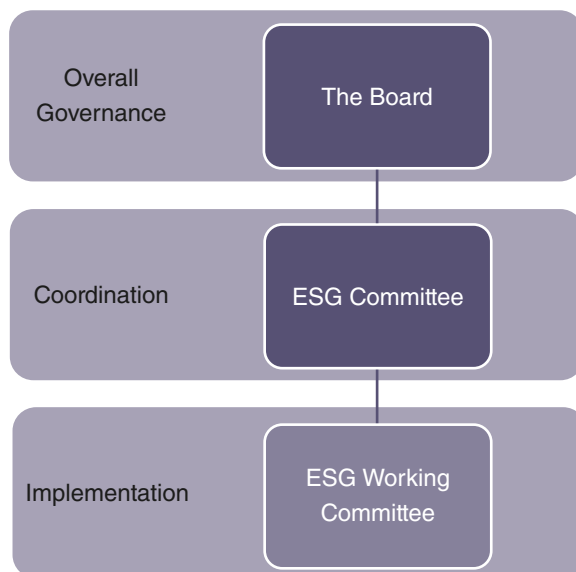 Overall
Governance
The Board
Coordination
ESG Committee
Implementation
ESG Working
Committee